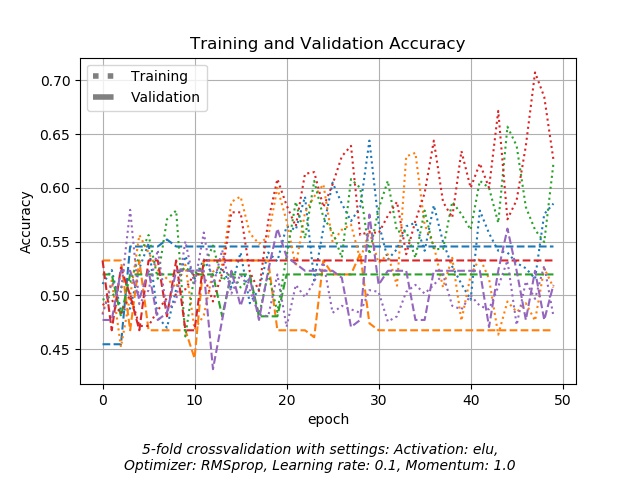 Training and Validation Accuracy
Training
Validation
0.70
0.65
0.60
0.55
0.50
0.45
Accuracy
0 10 20 30 40 50
epoch
5-fold crossvalidation with settings: Activation: elu,
Optimizer: RMSprop, Learning rate: 0.1, Momentum: 1.0